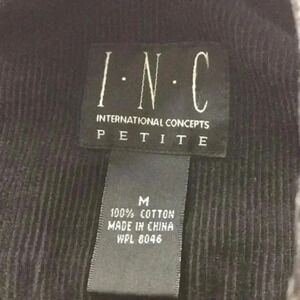 I·N·C
INTERNATIONAL CONCEPTS
PETITE
M
100% COTTON
MADE IN CHINA
WPL 8046